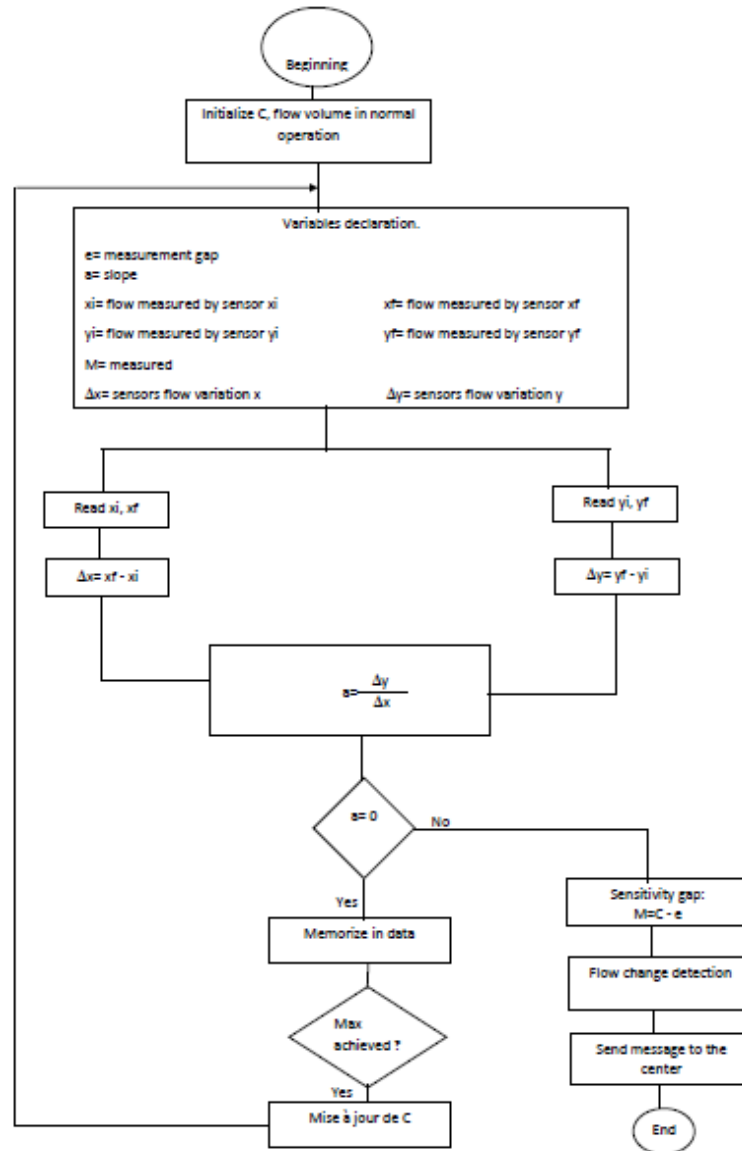 Beginning
Initialize C, flow volume in normal
operation
Variables declaration.
e= measurement gap
a= slope
xi= flow measured by sensor xi
xf= flow measured by sensor xf
yi= flow measured by sensor yi
yf= flow measured by sensor yf
M= measured
Δx= sensors flow variation x
Δy= sensors flow variation y
Read xi, xf
Read yi, yf
Δx= xf - xi
Δy= yf - yi
Δy
a=
Δx
a= 0
No
Yes
Sensitivity gap:
M=C - e
Memorize in data
Flow change detection
Max
achieved ?
Send message to the
center
Yes
Mise à jour de C
End